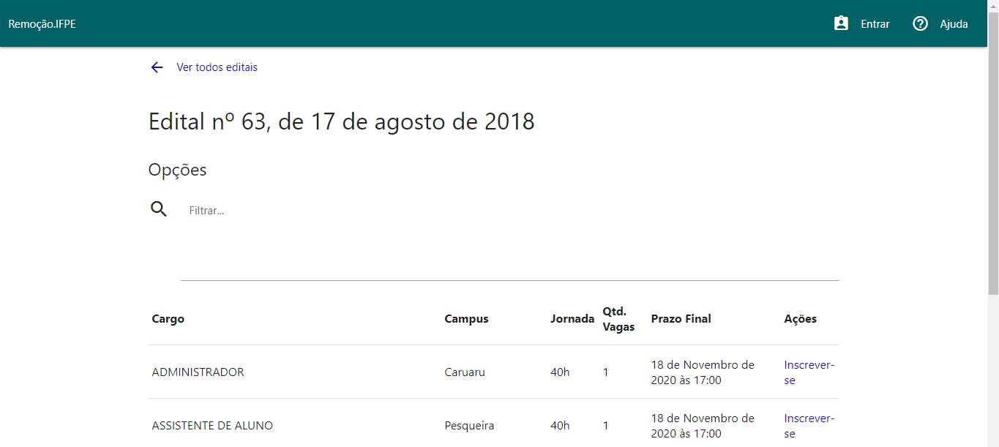 Remoção.IFPE
Entrar
Ajuda
Ver todos editais
Edital nº 63, de 17 de agosto de 2018
Opções
Filtrar...
Cargo
Campus
Jornada
Qtd.
Vagas
Prazo Final
Ações
ADMINISTRADOR
Caruaru
40h
1
18 de Novembro de
2020 às 17:00
Inscrever-
se
ASSISTENTE DE ALUNO
Pesqueira
40h
1
18 de Novembro de
2020 às 17:00
Inscrever-
se